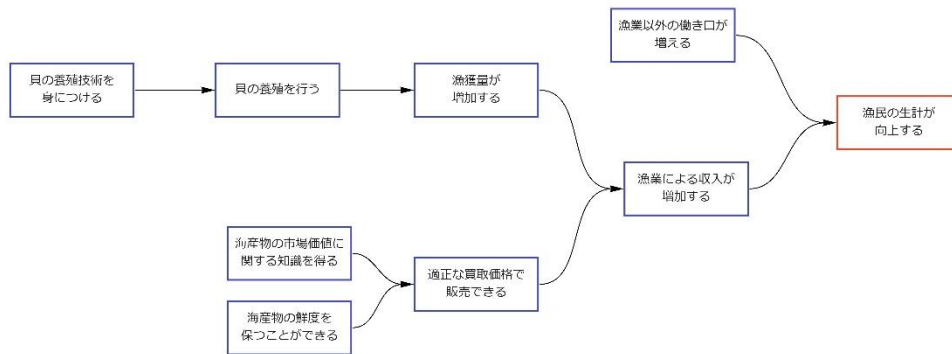 漁業以外の働き口が
増える
貝の養殖技術を
身につける
貝の養殖を行う
漁獲量が
増加する
漁民の生計が
向上する
漁業による収入が
増加する
海産物の市場価値に
関する知識を得る
適正な買取価格で
販売できる
海産物の鮮度を
保つことができる